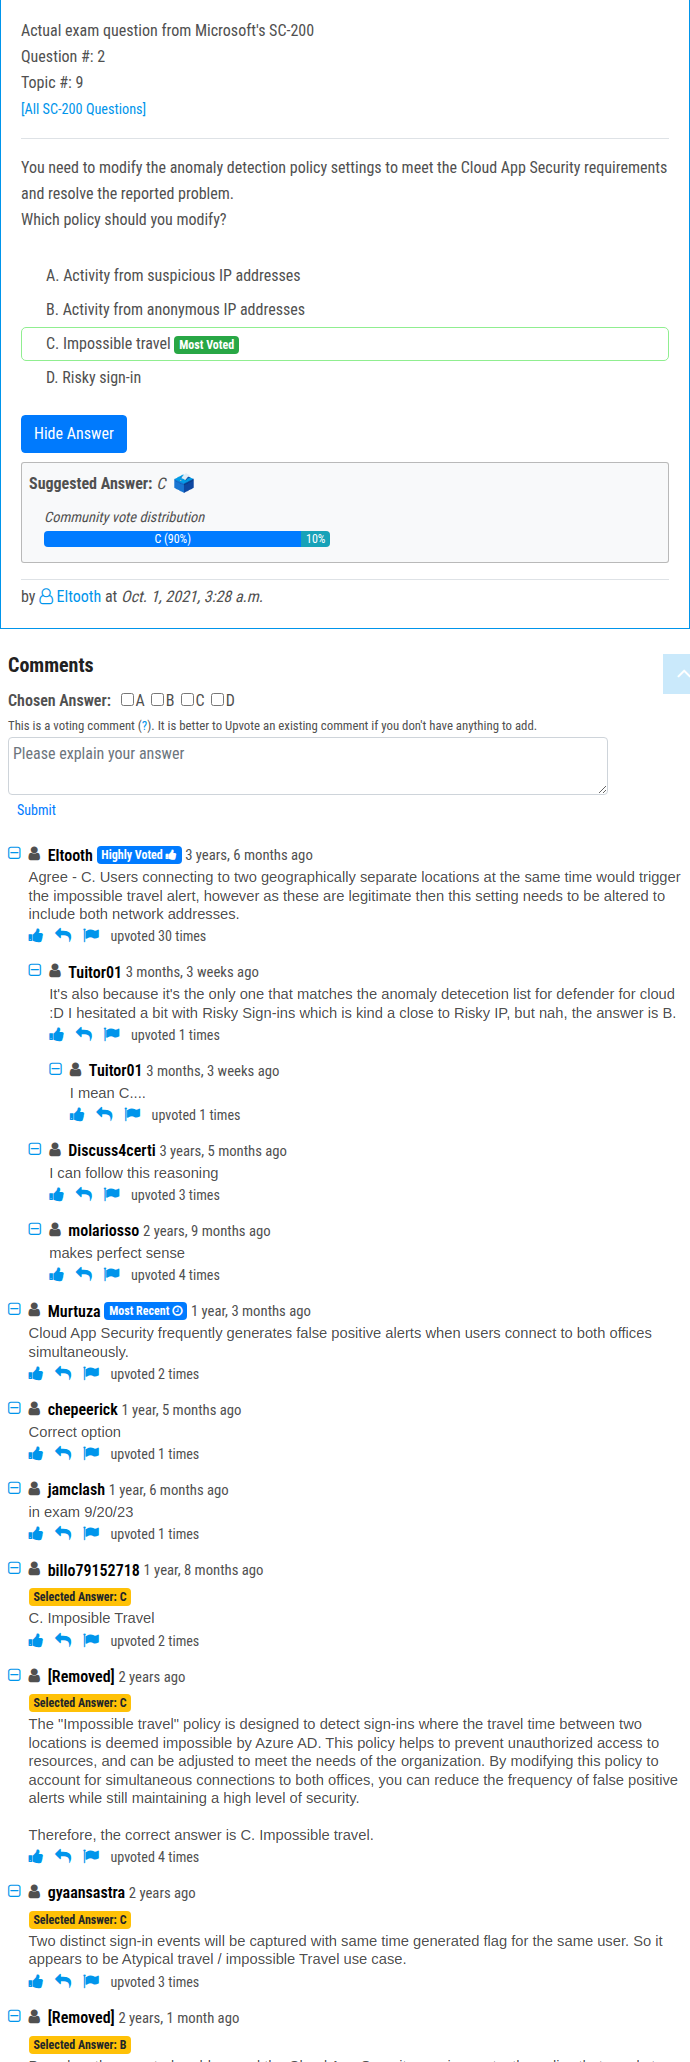 Actual exam question from Microsoft's SC-200
Question #: 2
Topic #: 9
[All SC-200 Questions]
You need to modify the anomaly detection policy settings to meet the Cloud App Security requirements
and resolve the reported problem.
Which policy should you modify?
A. Activity from suspicious IP addresses
B. Activity from anonymous IP addresses
C. Impossible travel Most Voted
D. Risky sign-in
Hide Answer
Suggested Answer: C
Community vote distribution
C (90%) 10%
by Eltooth at Oct. 1, 2021, 3:28 a.m.
Comments
Chosen Answer: A B C D
This is a voting comment (?). It is better to Upvote an existing comment if you don't have anything to add.
Please explain your answer
Submit
Eltooth Highly Voted 3 years, 6 months ago
Agree - C. Users connecting to two geographically separate locations at the same time would trigger
the impossible travel alert, however as these are legitimate then this setting needs to be altered to
include both network addresses.
upvoted 30 times
Tuitor01 3 months, 3 weeks ago
It's also because it's the only one that matches the anomaly detecetion list for defender for cloud
:D I hesitated a bit with Risky Sign-ins which is kind a close to Risky IP, but nah, the answer is B.
upvoted 1 times
Tuitor01 3 months, 3 weeks ago
I mean C....
upvoted 1 times
Discuss4certi 3 years, 5 months ago
I can follow this reasoning
upvoted 3 times
molariosso 2 years, 9 months ago
makes perfect sense
upvoted 4 times
Murtuza Most Recent 1 year, 3 months ago
Cloud App Security frequently generates false positive alerts when users connect to both offices
simultaneously.
upvoted 2 times
chepeerick 1 year, 5 months ago
Correct option
upvoted 1 times
jamclash 1 year, 6 months ago
in exam 9/20/23
upvoted 1 times
billo79152718 1 year, 8 months ago
Selected Answer: C
C. Imposible Travel
upvoted 2 times
[Removed] 2 years ago
Selected Answer: C
The "Impossible travel" policy is designed to detect sign-ins where the travel time between two
locations is deemed impossible by Azure AD. This policy helps to prevent unauthorized access to
resources, and can be adjusted to meet the needs of the organization. By modifying this policy to
account for simultaneous connections to both offices, you can reduce the frequency of false positive
alerts while still maintaining a high level of security.
Therefore, the correct answer is C. Impossible travel.
upvoted 4 times
gyaansastra 2 years ago
Selected Answer: C
Two distinct sign-in events will be captured with same time generated flag for the same user. So it
appears to be Atypical travel / impossible Travel use case.
upvoted 3 times
[Removed] 2 years, 1 month ago
Selected Answer: B